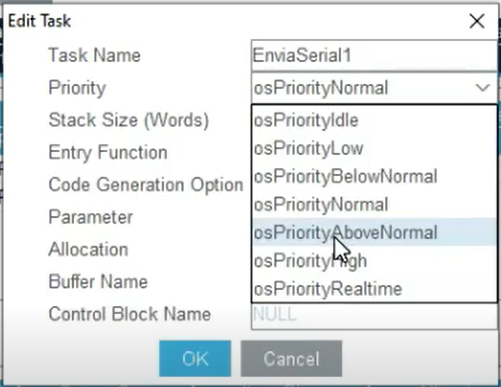 Edit Task
Task Name EnviaSerial1
Priority osPriorityNormal
Stack Size (Words) osPriorityIdle
osPriorityLow
Entry Function osPriorityBelowNormal
Code Generation Option osPriorityNormal
Parameter osPriorityAboveNormal
Allocation osPriorityHigh
Buffer Name osPriorityRealtime
Control Block Name NULL
OK Cancel